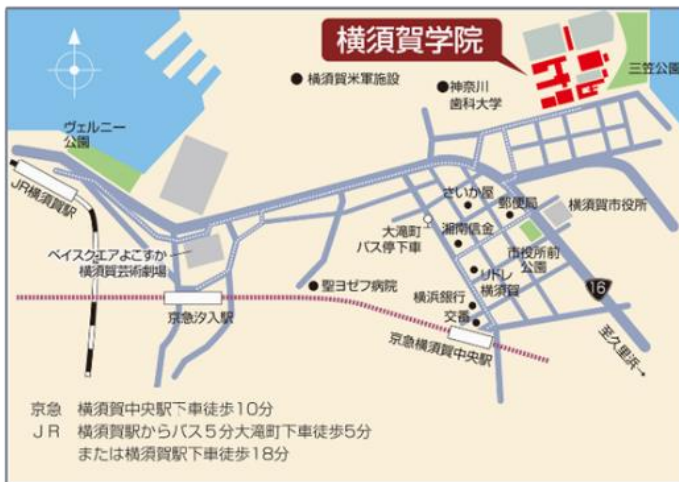 横須賀学院
三笠公園
●横須賀米軍施設
●神奈川
歯科大学
ヴェルニー
公園
JR横須賀駅
さいか屋
郵便局
横須賀市役所
大滝町
バス停下車
湘南信金
市役所前
公園
ベイスクエアよこすか
横須賀芸術劇場
リドレ
横須賀
16
●聖ヨゼフ病院
横浜銀行
交番
京急汐入駅
京急横須賀中央駅
至久里浜→
京急 横須賀中央駅下車徒歩10分
JR 横須賀駅からバス5分大滝町下車徒歩5分
または横須賀駅下車徒歩18分